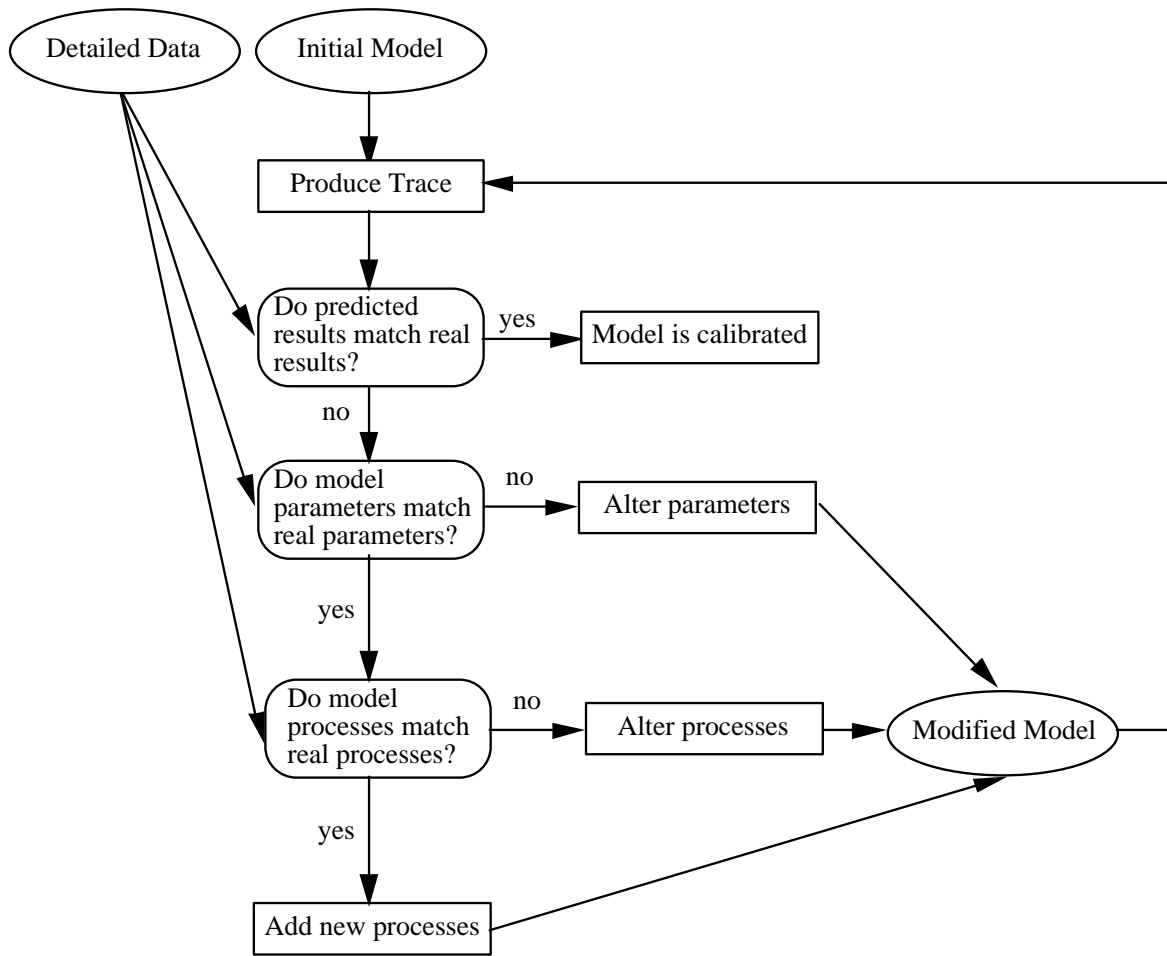 Detailed Data
Initial Model
Produce Trace
Do predicted
results match real
results?
yes
Model is calibrated
no
Do model
parameters match
real parameters?
no
Alter parameters
yes
Do model
processes match
real processes?
no
Alter processes
Modified Model
yes
Add new processes